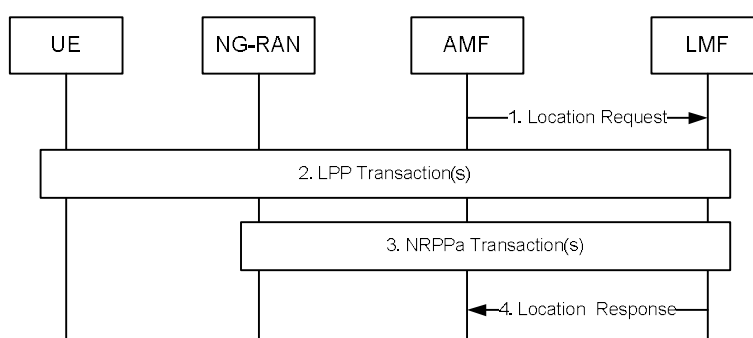 UE
NG-RAN
AMF
LMF
1. Location Request
2. LPP Transaction(s)
3. NRPPa Transaction(s)
4. Location Response